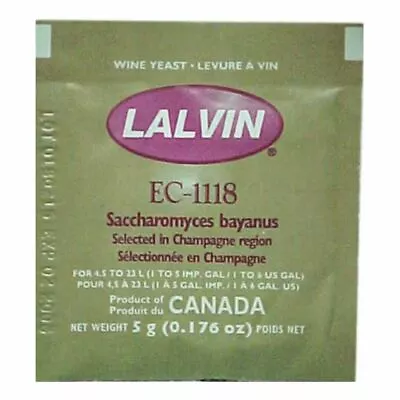 WINE YEAST • LEVURE À VIN
LALVIN®
EC-1118
Saccharomyces bayanus
Selected in Champagne region
Sélectionnée en Champagne
FOR 4.5 TO 23 L (1 TO 5 IMP. GAL / 1 TO 6 US GAL)
POUR 4,5 À 23 L (1 À 5 GAL. IMP. / 1 À 6 GAL. US)
Product of
Produit du CANADA
NET WEIGHT 5 g (0.176 oz) POIDS NET